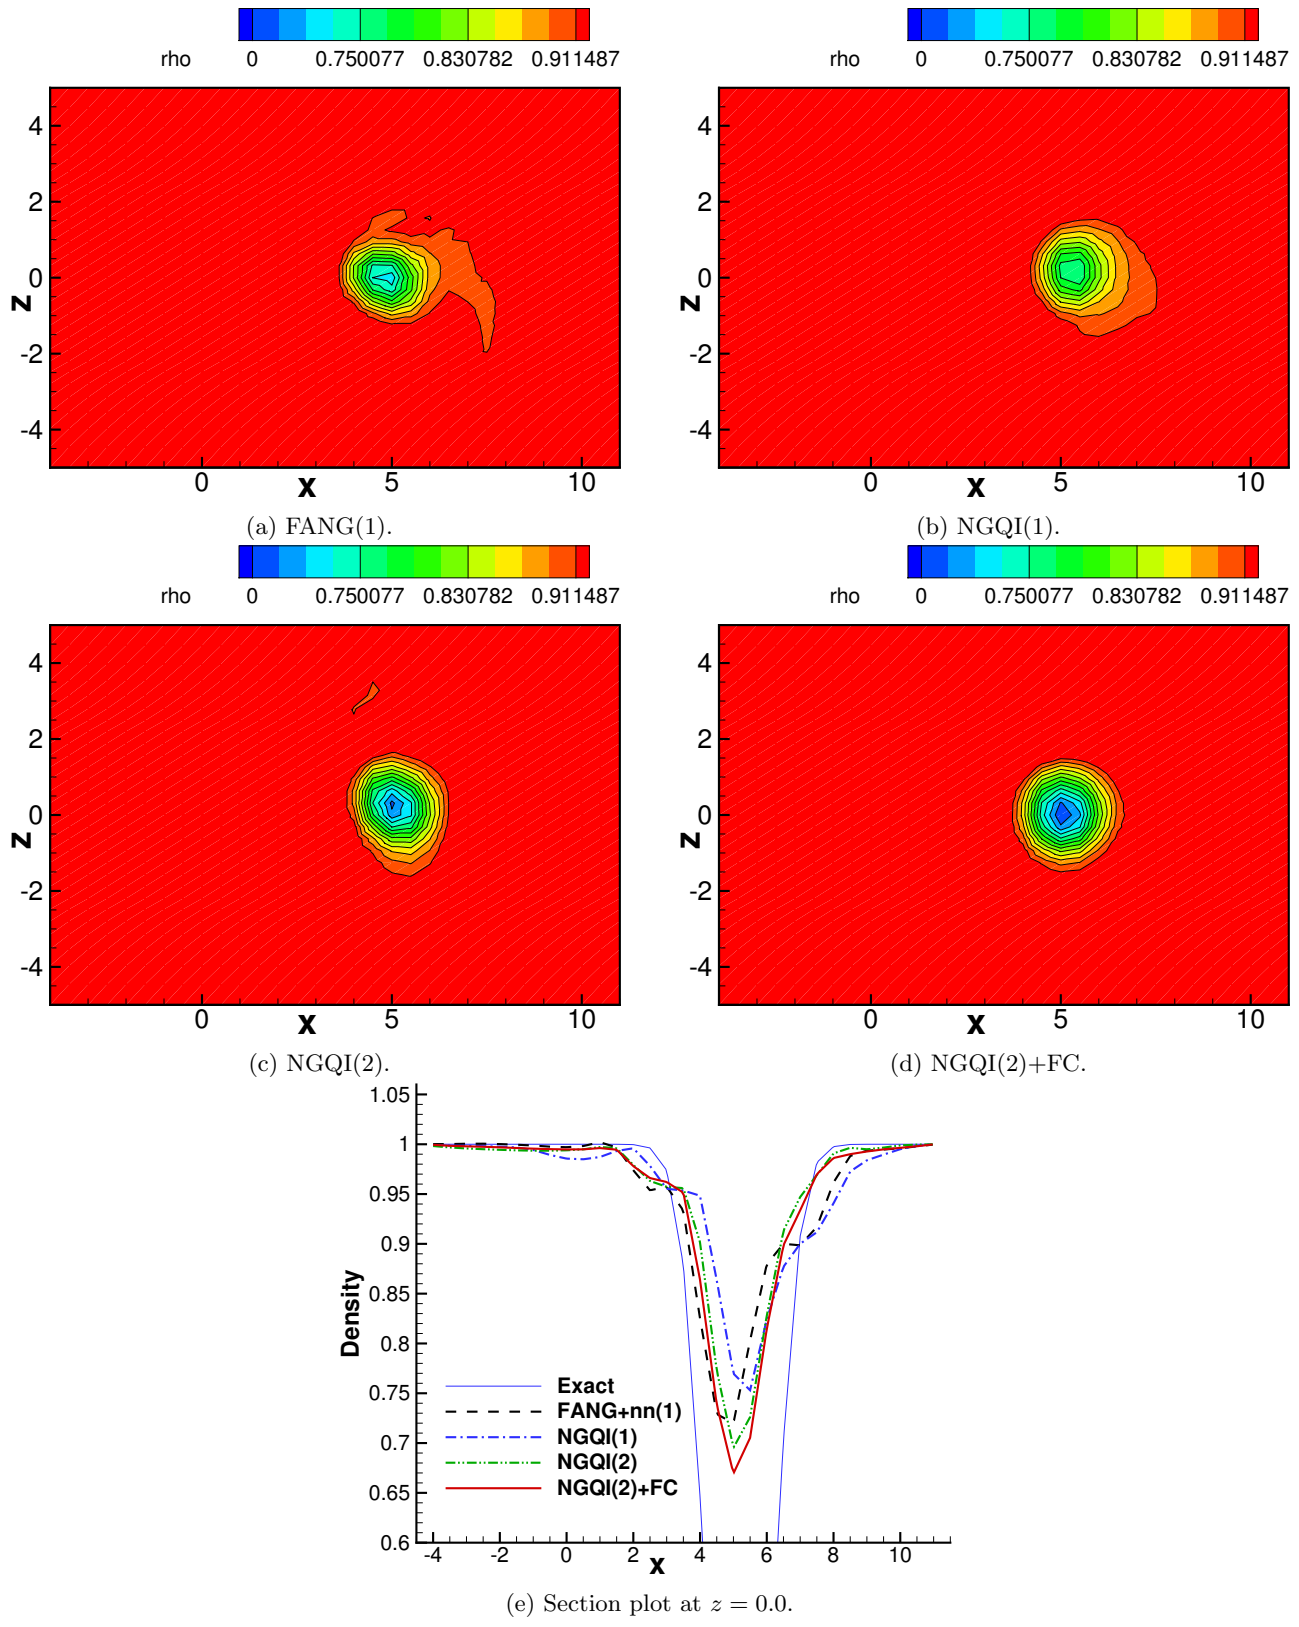 rho 0 0.750077 0.830782 0.911487
rho 0 0.750077 0.830782 0.911487
4
2
0
-2
-4
z
0 5 10
x
4
2
0
-2
-4
z
0 5 10
x
(a) FANG(1).
(b) NGQI(1).
rho 0 0.750077 0.830782 0.911487
rho 0 0.750077 0.830782 0.911487
4
2
0
-2
-4
z
0 5 10
x
4
2
0
-2
-4
z
0 5 10
x
(c) NGQI(2).
(d) NGQI(2)+FC.
1.05
1
0.95
0.9
0.85
0.8
0.75
0.7
0.65
0.6
Density
Exact
FANG+nn(1)
NGQI(1)
NGQI(2)
NGQI(2)+FC
-4 -2 0 2 4 6 8 10
x
(e) Section plot at z = 0.0.